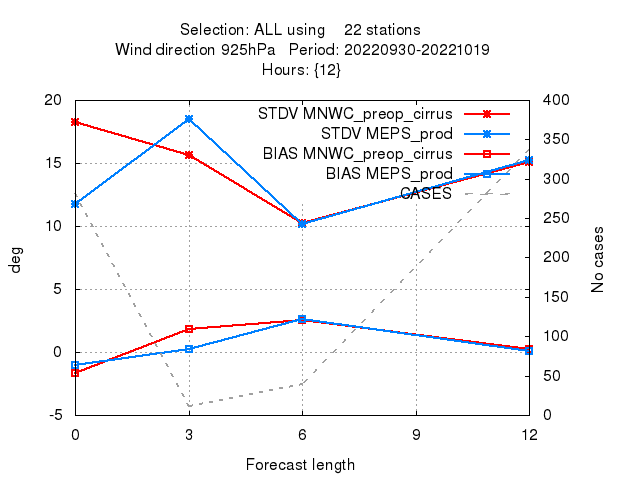 Selection: ALL using 22 stations
Wind direction 925hPa Period: 20220930-20221019
Hours: {12}
20 400
STDV MNWC_preop_cirrus
STDV MEPS_prod
350
BIAS MNWC_preop_cirrus
15
BIAS MEPS_prod
300
CASES
250
10
200
deg
No cases
5
150
100
0
50
-5 0
0 3 6 9 12
Forecast length